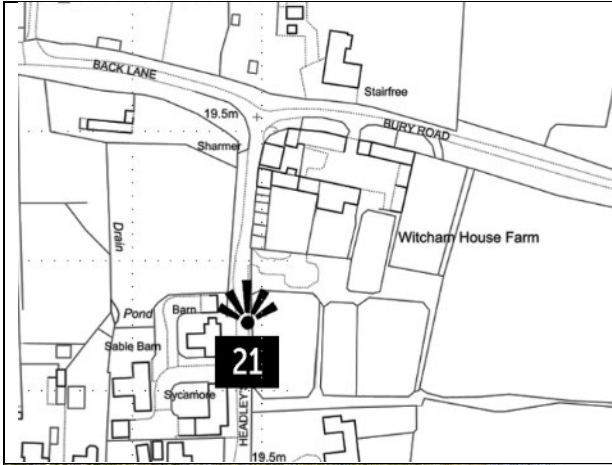 BACK LANE
Stairfree
19.5m
BURY ROAD
Sharmer
Witcham House Farm
Drain
Pond
Barn
Sable Barn
21
Sycamore
HEADLEY'S
19.5m